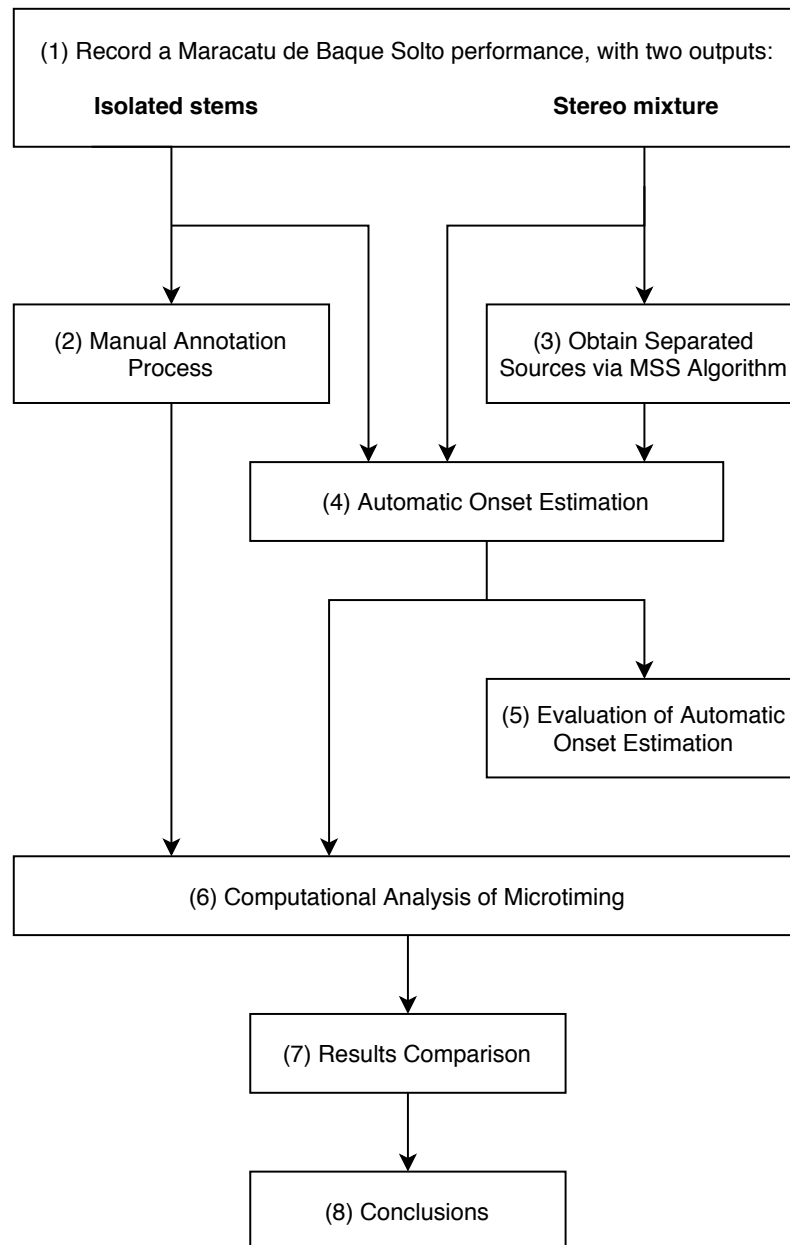 (1) Record a Maracatu de Baque Solto performance, with two outputs:
Isolated stems
Stereo mixture
(2) Manual Annotation
Process
(3) Obtain Separated
Sources via MSS Algorithm
(4) Automatic Onset Estimation
(5) Evaluation of Automatic
Onset Estimation
(6) Computational Analysis of Microtiming
(7) Results Comparison
(8) Conclusions